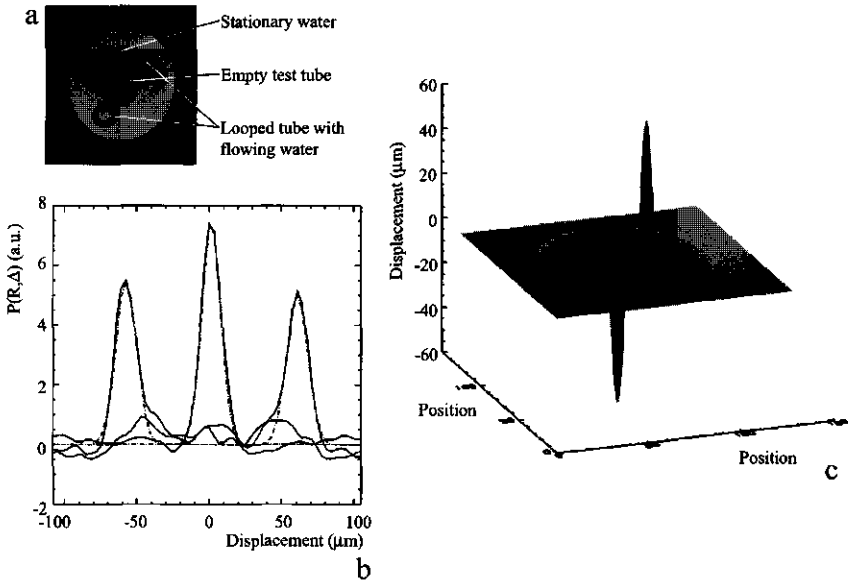 a
Stationary water
Empty test tube
Looped tube with
flowing water
P(R,Δ) (a.u.)
8
6
4
2
0
-2
-100
-50
0
50
100
Displacement (μm)
b
Displacement (μm)
60
40
20
0
-20
-40
-60
Position
Position
c